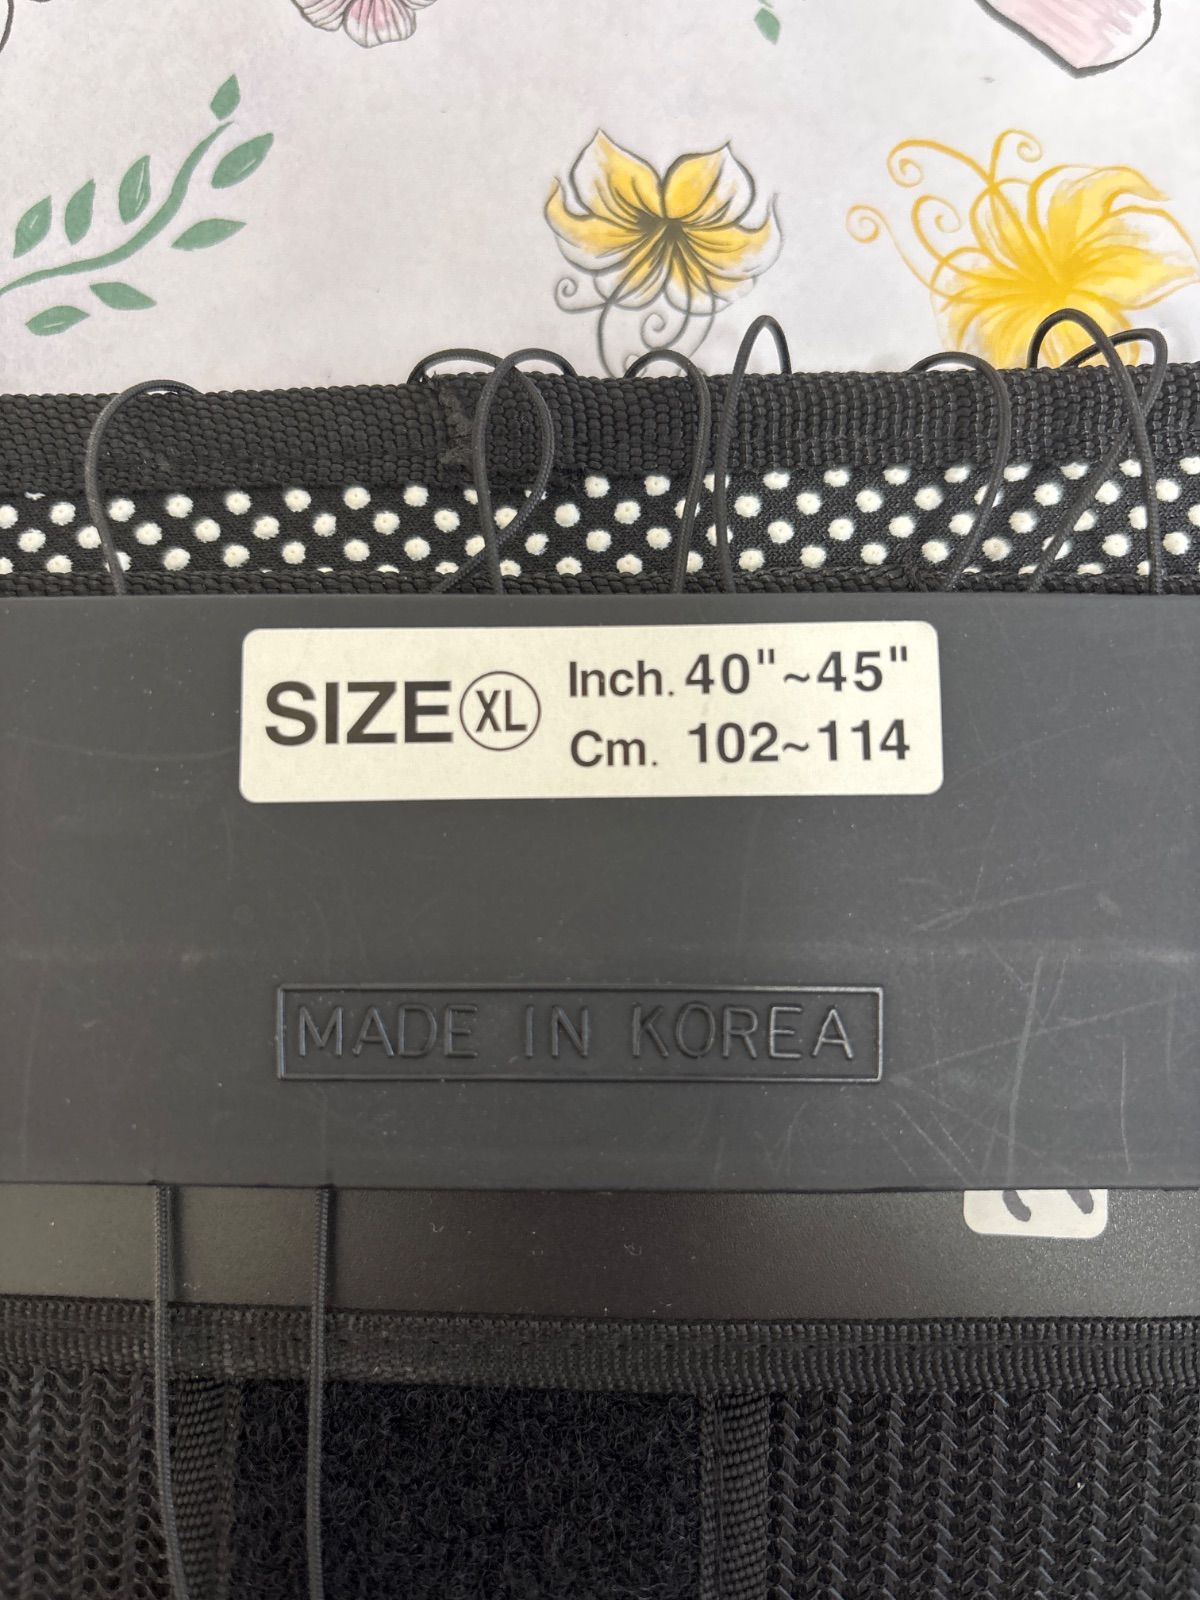 SIZE XL Inch. 40"~45"
Cm. 102~114
MADE IN KOREA